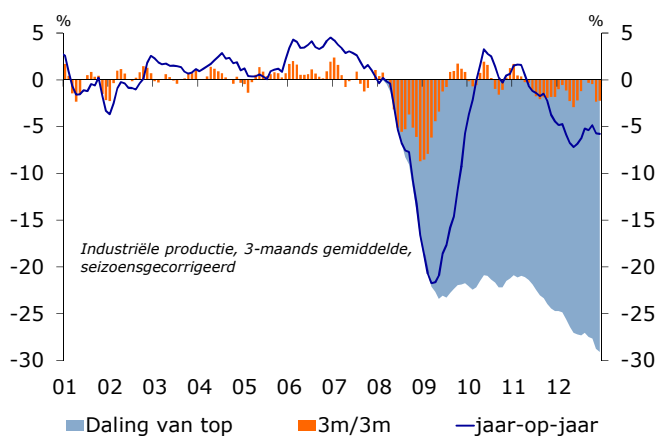 % %
5 5
0 0
-5 -5
-10 -10
-15 -15
Industriële productie, 3-maands gemiddelde,
seizoensgecorrigeerd
-20 -20
-25 -25
-30 -30
01 02 03 04 05 06 07 08 09 10 11 12
Daling van top 3m/3m jaar-op-jaar